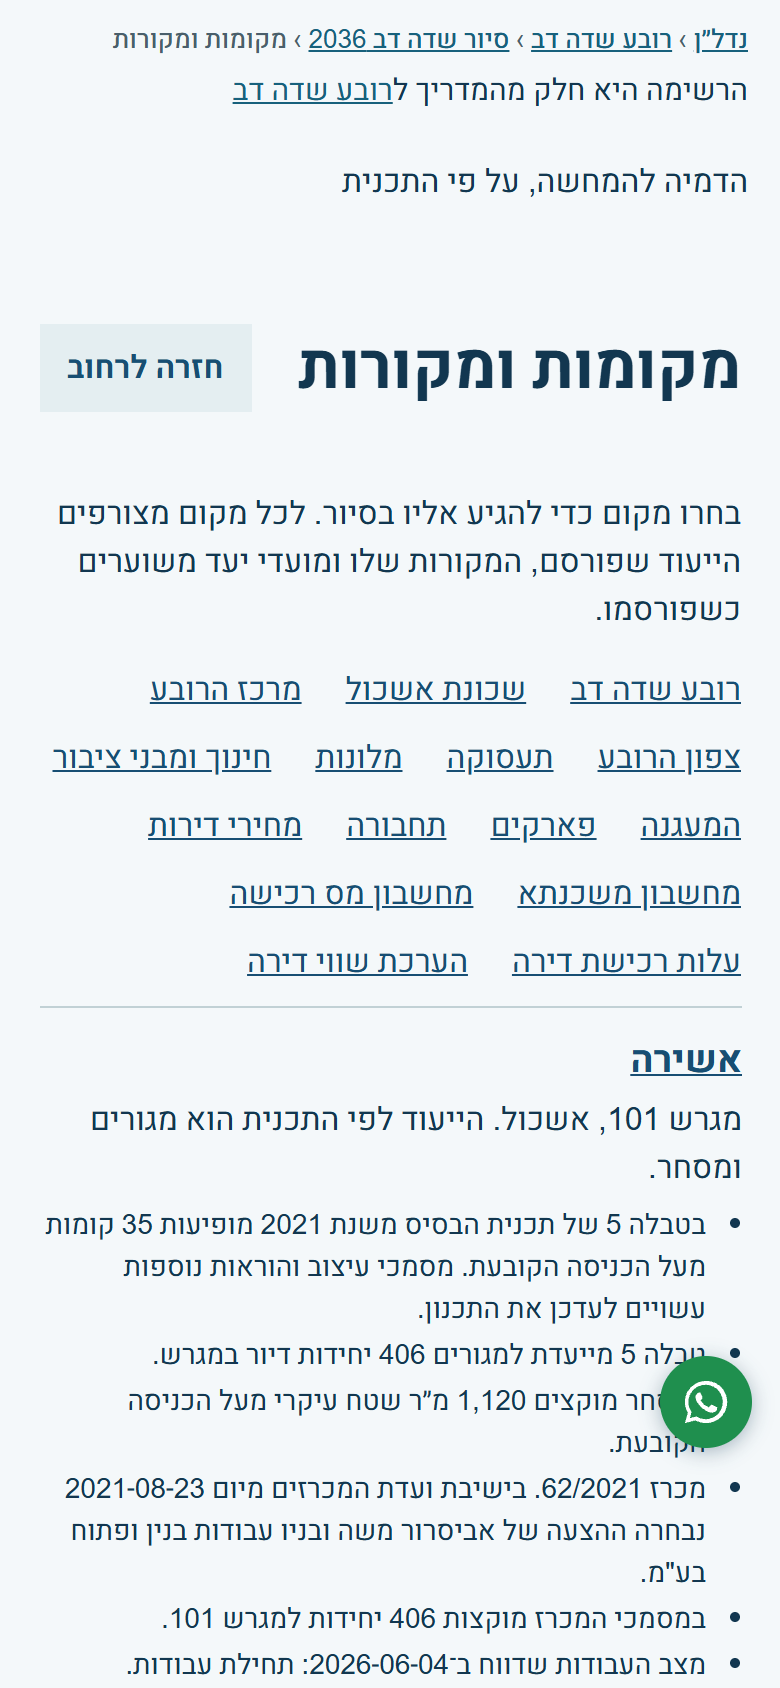 נדל״ן › רובע שדה דב › סיור שדה דב 2036 › מקומות ומקורות
הרשימה היא חלק מהמדריך לרובע שדה דב
הדמיה להמחשה, על פי התכנית
מקומות ומקורות
חזרה לרחוב
בחרו מקום כדי להגיע אליו בסיור. לכל מקום מצורפים
הייעוד שפורסם, המקורות שלו ומועדי יעד משוערים
כשפורסמו.
רובע שדה דב שכונת אשכול מרכז הרובע
צפון הרובע תעסוקה מלונות חינוך ומבני ציבור
המעגנה פארקים תחבורה מחירי דירות
מחשבון משכנתא מחשבון מס רכישה
עלות רכישת דירה הערכת שווי דירה
אשירה
מגרש 101, אשכול. הייעוד לפי התכנית הוא מגורים
ומסחר.
בטבלה 5 של תכנית הבסיס משנת 2021 מופיעות 35 קומות
מעל הכניסה הקובעת. מסמכי עיצוב והוראות נוספות
עשויים לעדכן את התכנון.
טבלה 5 מייעדת למגורים 406 יחידות דיור במגרש.
מוקצים 1,120 מ״ר שטח עיקרי מעל הכניסה
הקובעת.
מכרז 62/2021. בישיבת ועדת המכרזים מיום 2021-08-23
נבחרה ההצעה של אביסרור משה ובניו עבודות בנין ופתוח
בע"מ.
במסמכי המכרז מוקצות 406 יחידות למגרש 101.
מצב העבודות שדווח ב־2026-06-04: תחילת עבודות.